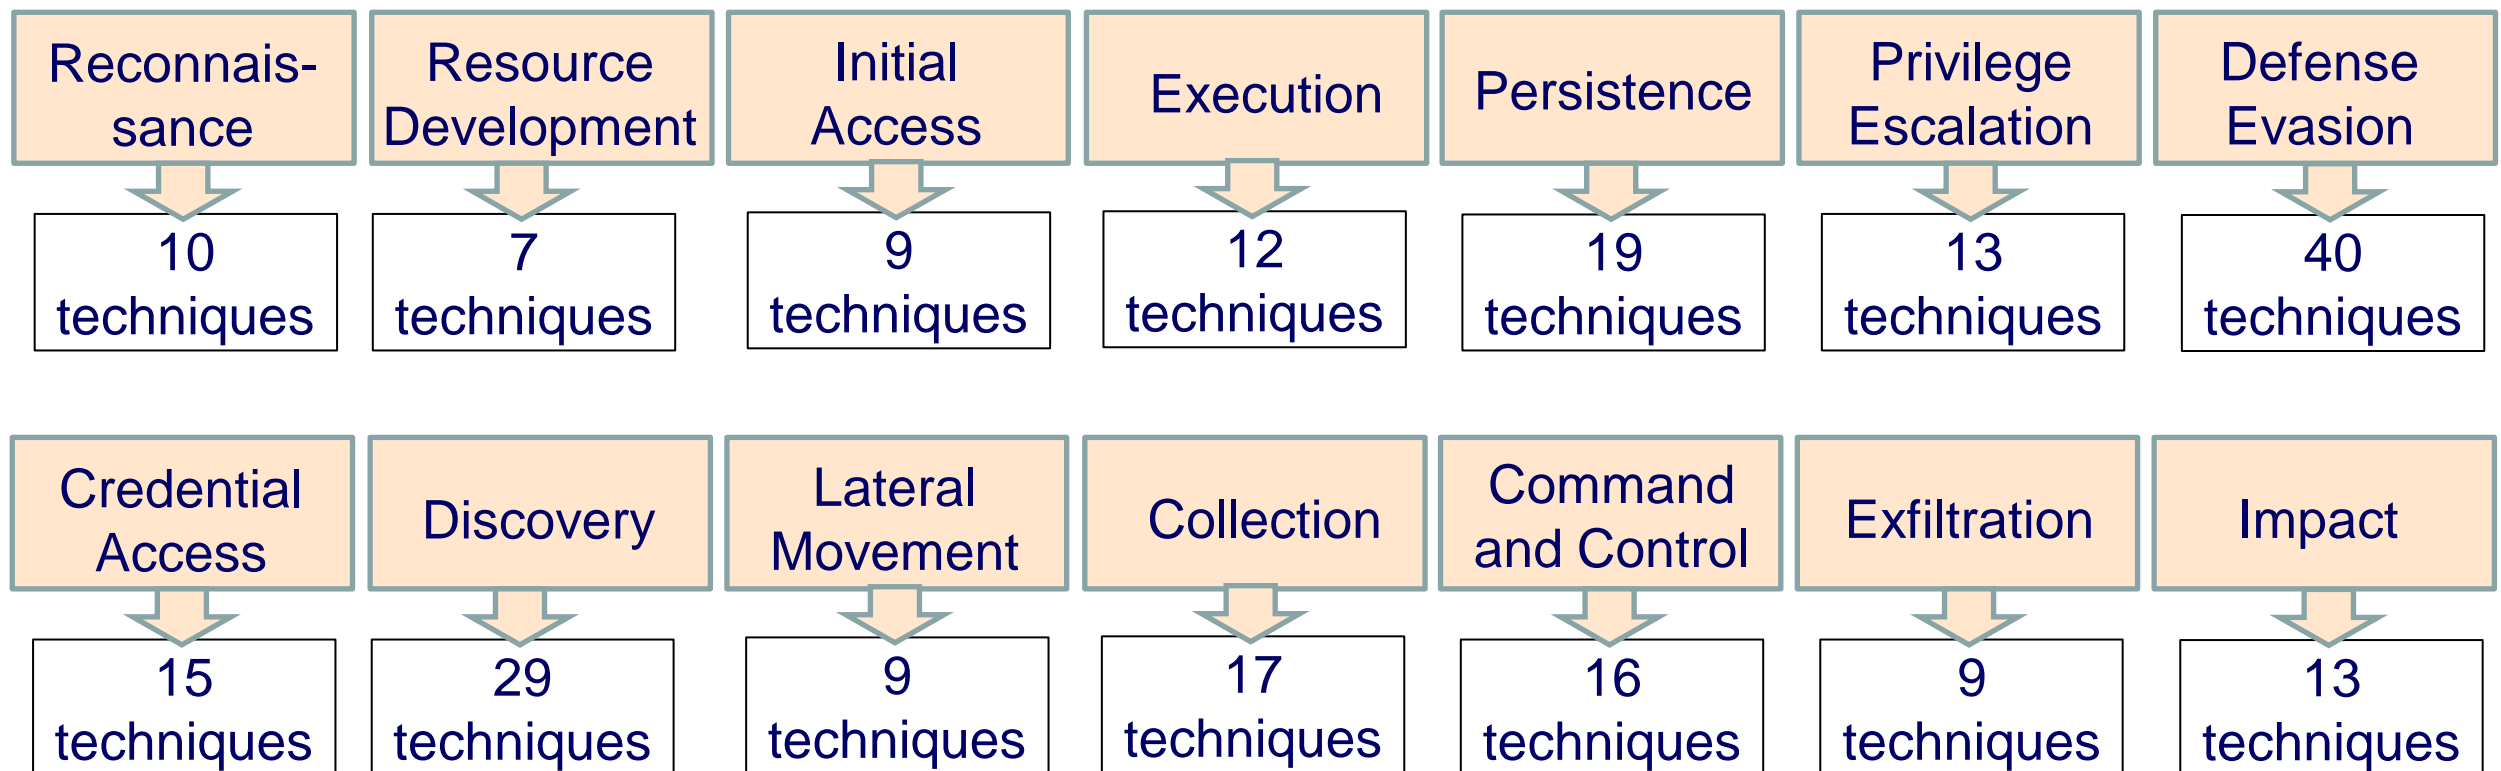 Reconnais-
sance
Resource
Development
Initial
Access
Execution
Persistence
Privilege
Escalation
Defense
Evasion
10
techniques
7
techniques
9
techniques
12
techniques
19
techniques
13
techniques
40
techniques
Credential
Access
Discovery
Lateral
Movement
Collection
Command
and Control
Exfiltration
Impact
15
techniques
29
techniques
9
techniques
17
techniques
16
techniques
9
techniques
13
techniques